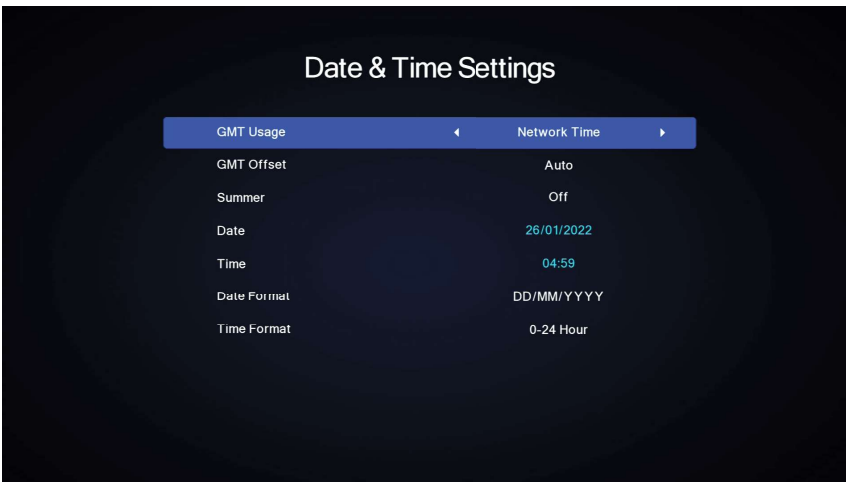 Date & Time Settings
GMT Usage Network Time
GMT Offset Auto
Summer Off
Date 26/01/2022
Time 04:59
Date Format DD/MM/YYYY
Time Format 0-24 Hour